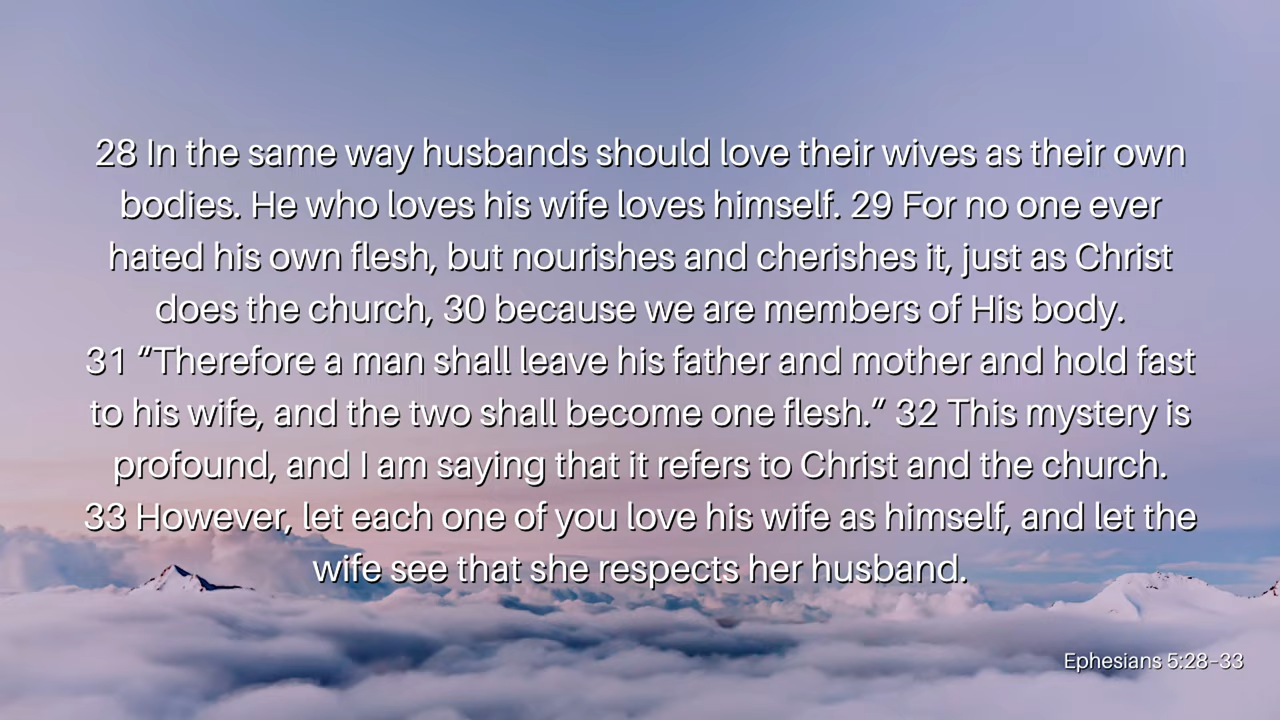 28 In the same way husbands should love their wives as their own
bodies. He who loves his wife loves himself. 29 For no one ever
hated his own flesh, but nourishes and cherishes it, just as Christ
does the church, 30 because we are members of His body.
31 “Therefore a man shall leave his father and mother and hold fast
to his wife, and the two shall become one flesh.” 32 This mystery is
profound, and I am saying that it refers to Christ and the church.
33 However, let each one of you love his wife as himself, and let the
wife see that she respects her husband.
Ephesians 5:28–33